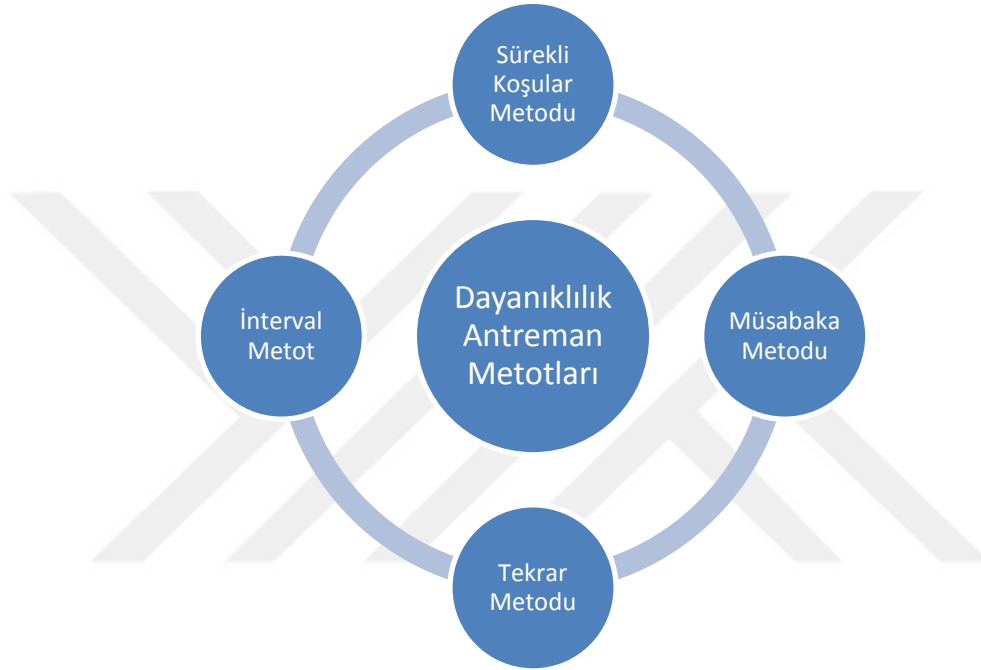 Sürekli
Koşular
Metodu
Dayanıklılık
Antreman
Metotları
İnterval
Metot
Müsabaka
Metodu
Tekrar
Metodu